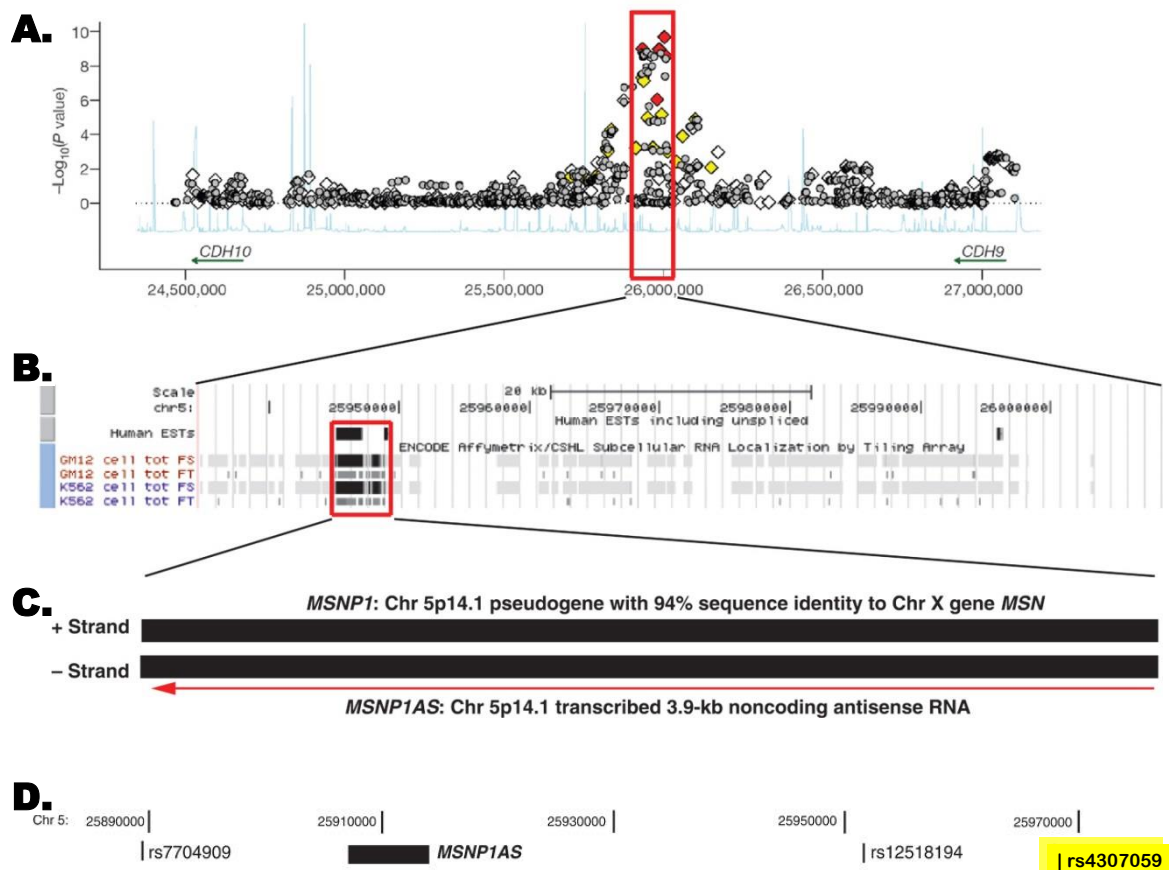 A.
10
8
6
4
2
0
–Log10(P value)
CDH10
CDH9
24,500,000 25,000,000 25,500,000 26,000,000 26,500,000 27,000,000
B.
Scale 20 kb
chr5: 25950000 25960000 25970000 25980000 25990000 26000000
Human ESTs including unspliced
Human ESTs
ENCODE Affymetrix/CSHL Subcellular RNA Localization by Tiling Array
GM12 cell tot FS
GM12 cell tot FT
K562 cell tot FS
K562 cell tot FT
C.
MSNP1: Chr 5p14.1 pseudogene with 94% sequence identity to Chr X gene MSN
+ Strand
– Strand
MSNP1AS: Chr 5p14.1 transcribed 3.9-kb noncoding antisense RNA
D.
Chr 5: 25890000 25910000 25930000 25950000 25970000
rs7704909 MSNP1AS rs12518194 rs4307059